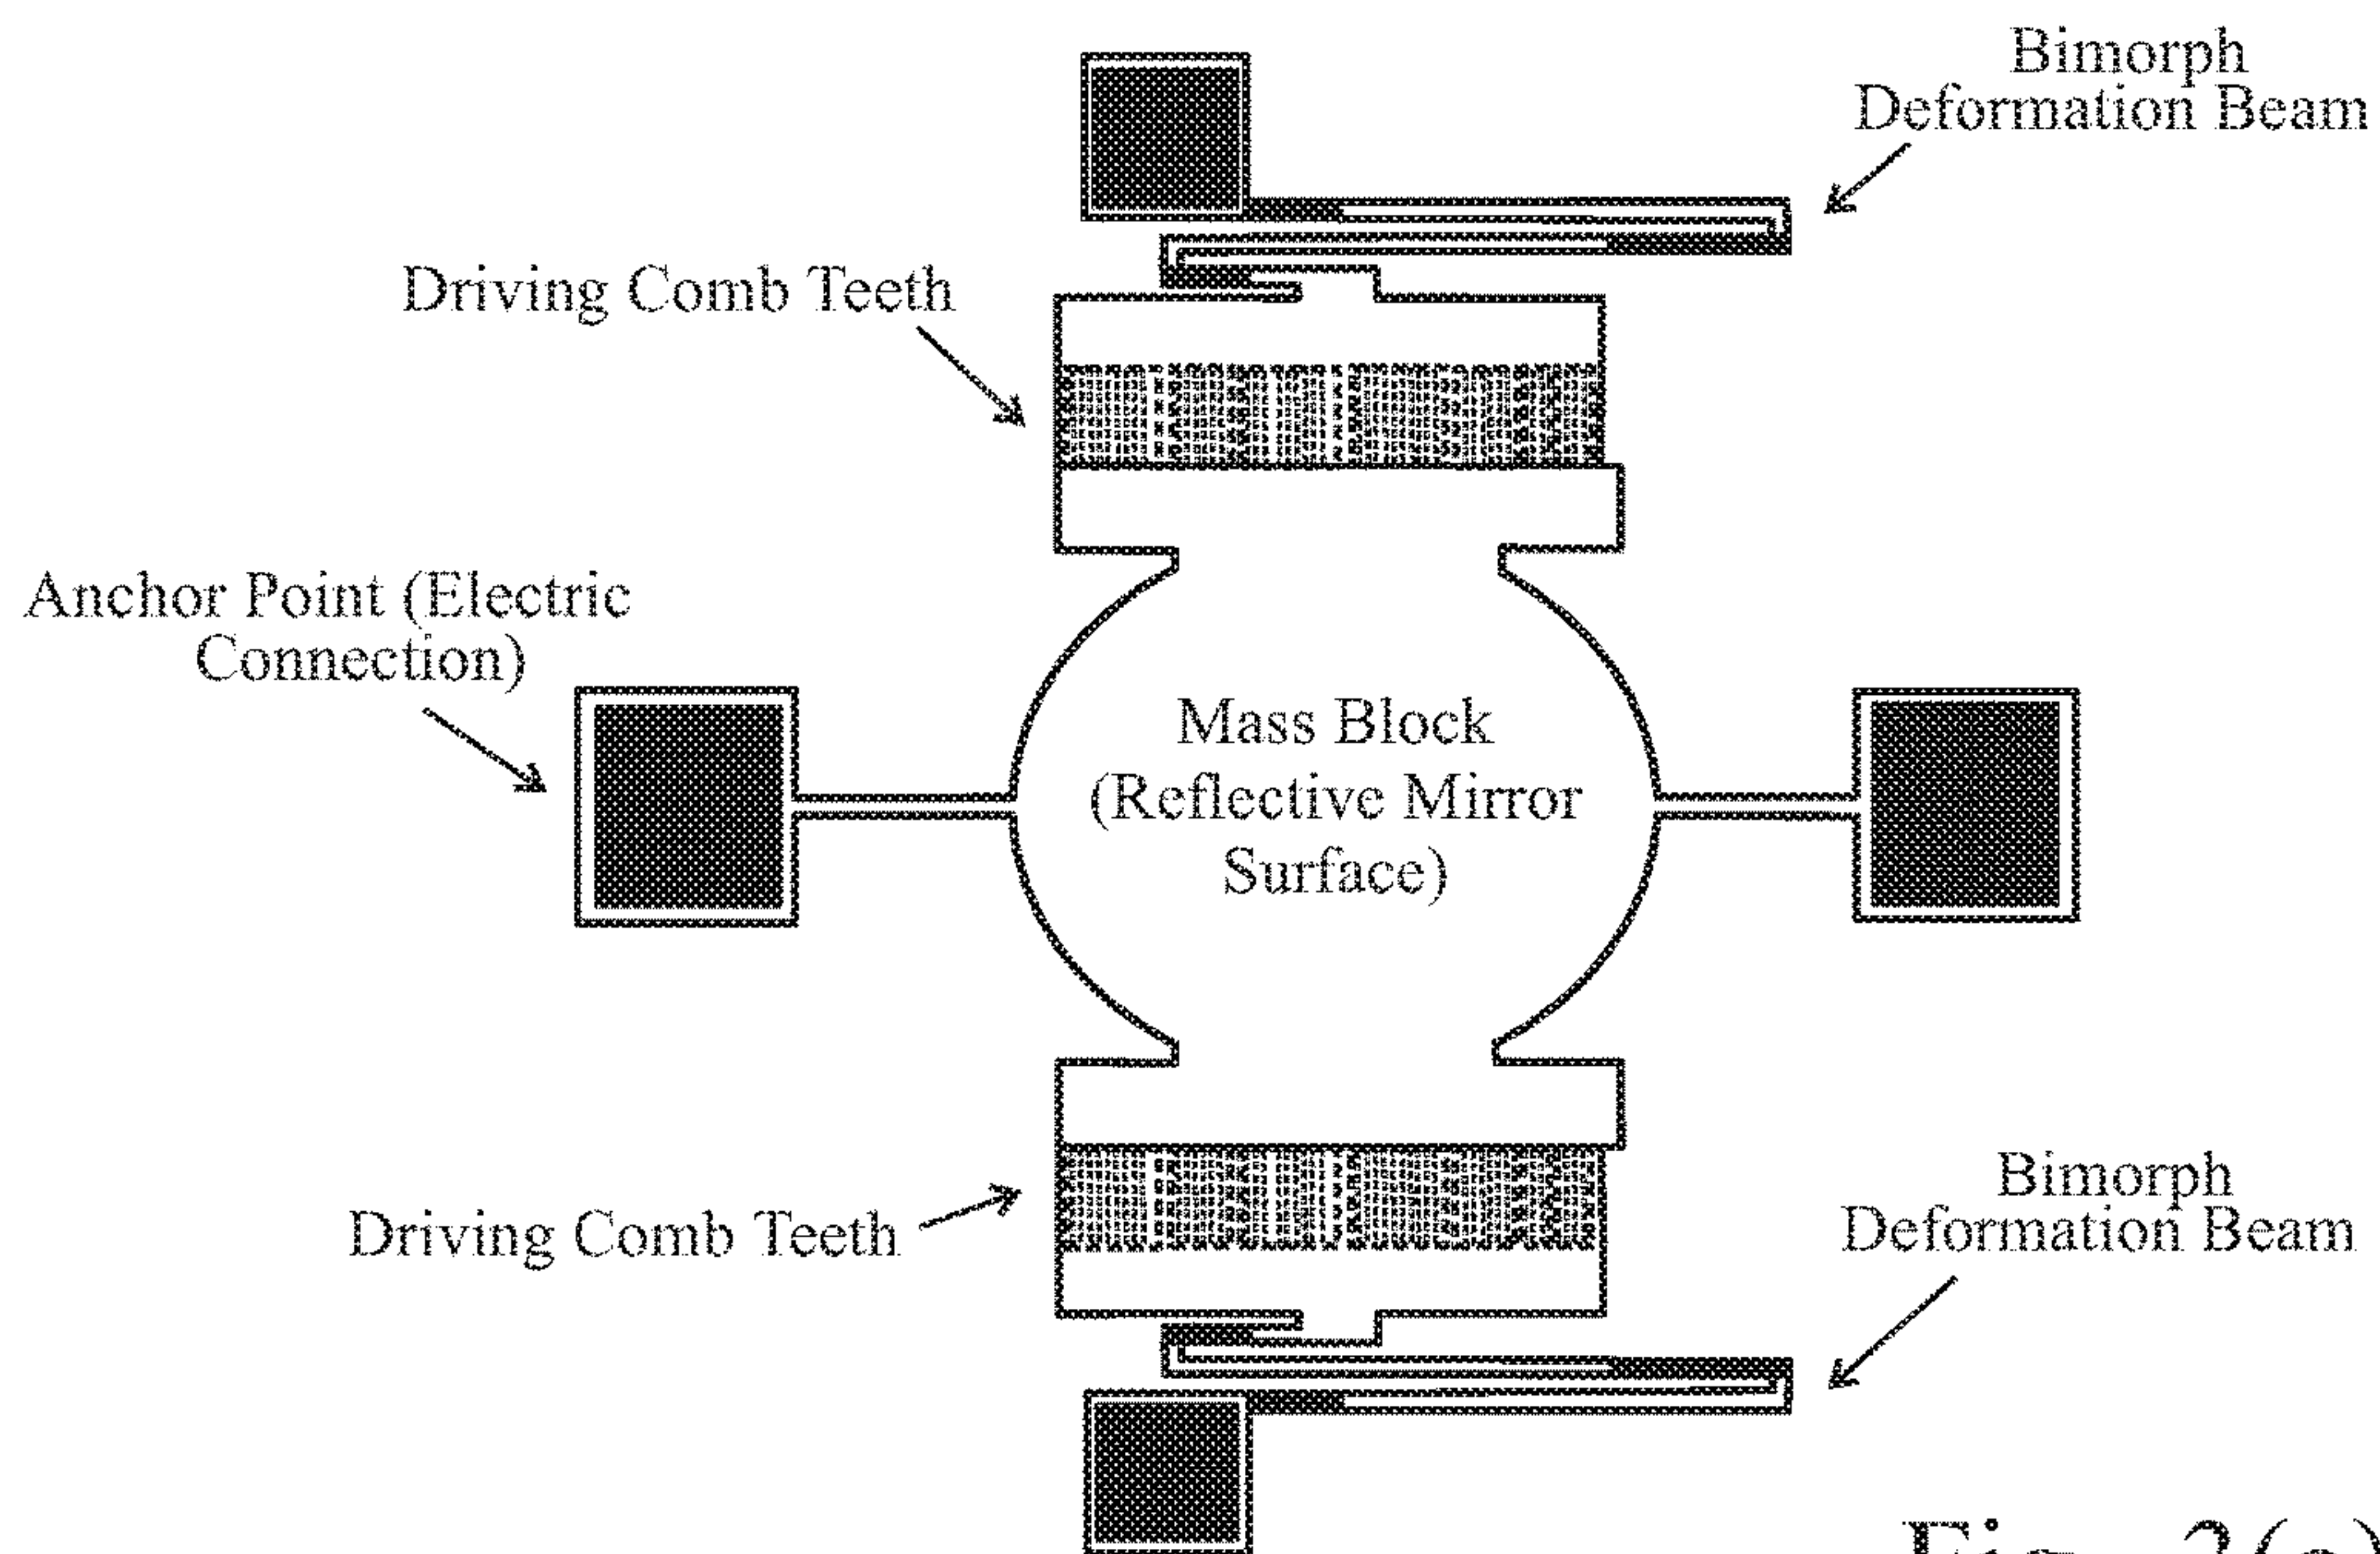 Bimorph
Deformation Beam
Driving Comb Teeth
Anchor Point (Electric
Connection)
Mass Block
(Reflective Mirror
Surface)
Driving Comb Teeth
Bimorph
Deformation Beam